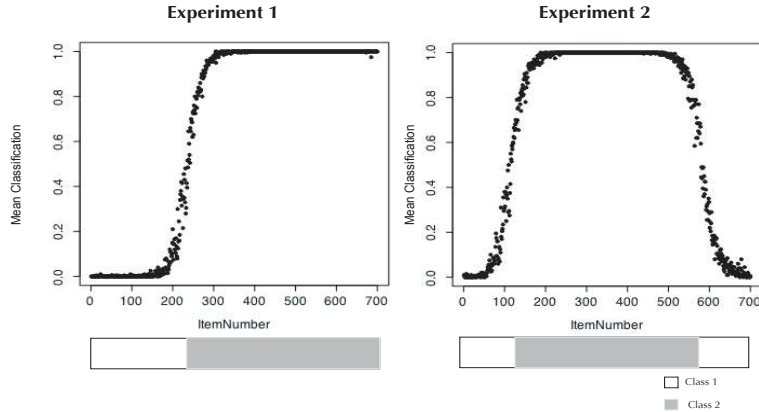 Experiment 1
Experiment 2
Mean Classification
0.0 0.2 0.4 0.6 0.8 1.0
0 100 200 300 400 500 600 700
ItemNumber
Mean Classification
0.0 0.2 0.4 0.6 0.8 1.0
0 100 200 300 400 500 600 700
ItemNumber
Class 1
Class 2